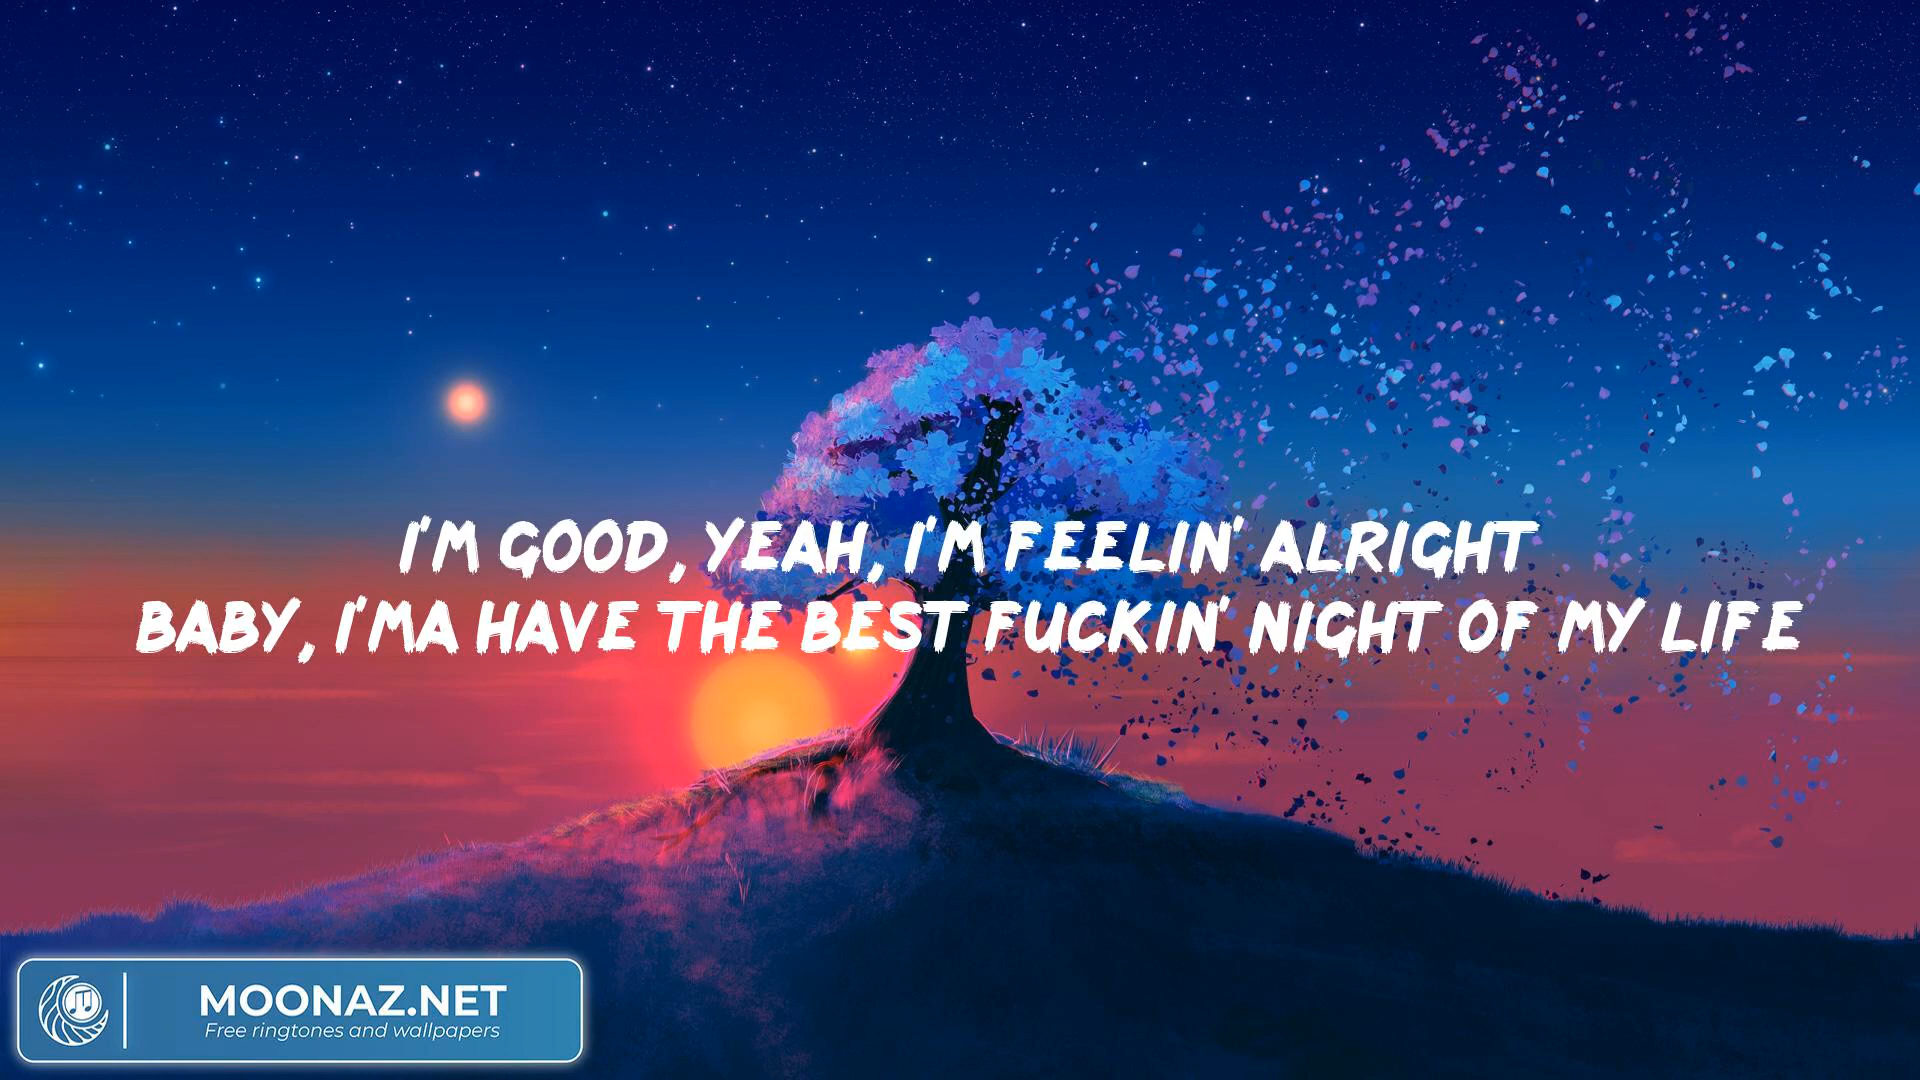 I'M GOOD, YEAH, I'M FEELIN' ALRIGHT
BABY, I'MA HAVE THE BEST FUCKIN' NIGHT OF MY LIFE
MOONAZ.NET
Free ringtones and wallpapers